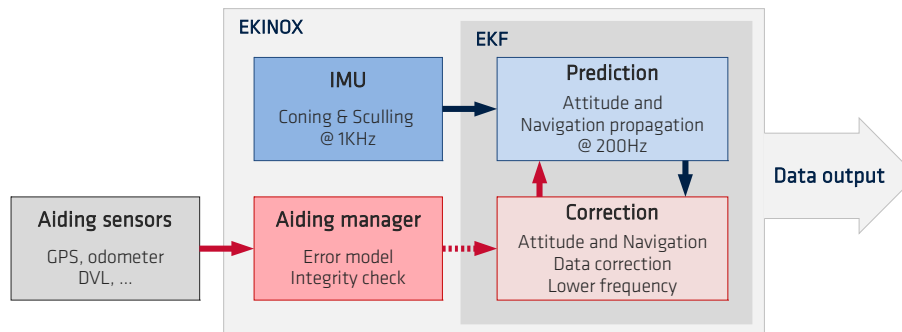 EKINOX
EKF
IMU
Coning & Sculling
@ 1KHz
Prediction
Attitude and
Navigation propagation
@ 200Hz
Data output
Aiding sensors
GPS, odometer
DVL, ...
Aiding manager
Error model
Integrity check
Correction
Attitude and Navigation
Data correction
Lower frequency